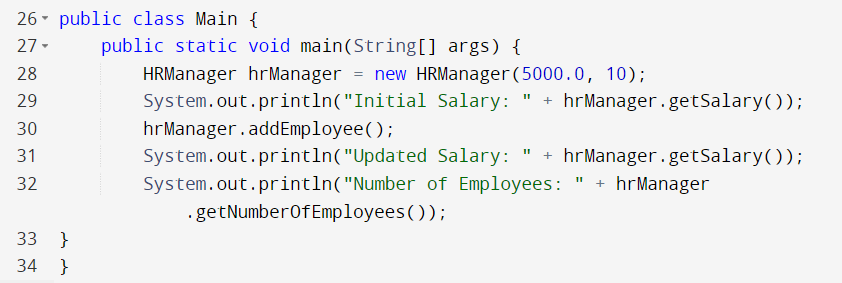 26 public class Main {
27 public static void main(String[] args) {
28 HRManager hrManager = new HRManager(5000.0, 10);
29 System.out.println("Initial Salary: " + hrManager.getSalary());
30 hrManager.addEmployee();
31 System.out.println("Updated Salary: " + hrManager.getSalary());
32 System.out.println("Number of Employees: " + hrManager
.getNumberOfEmployees());
33 }
34 }